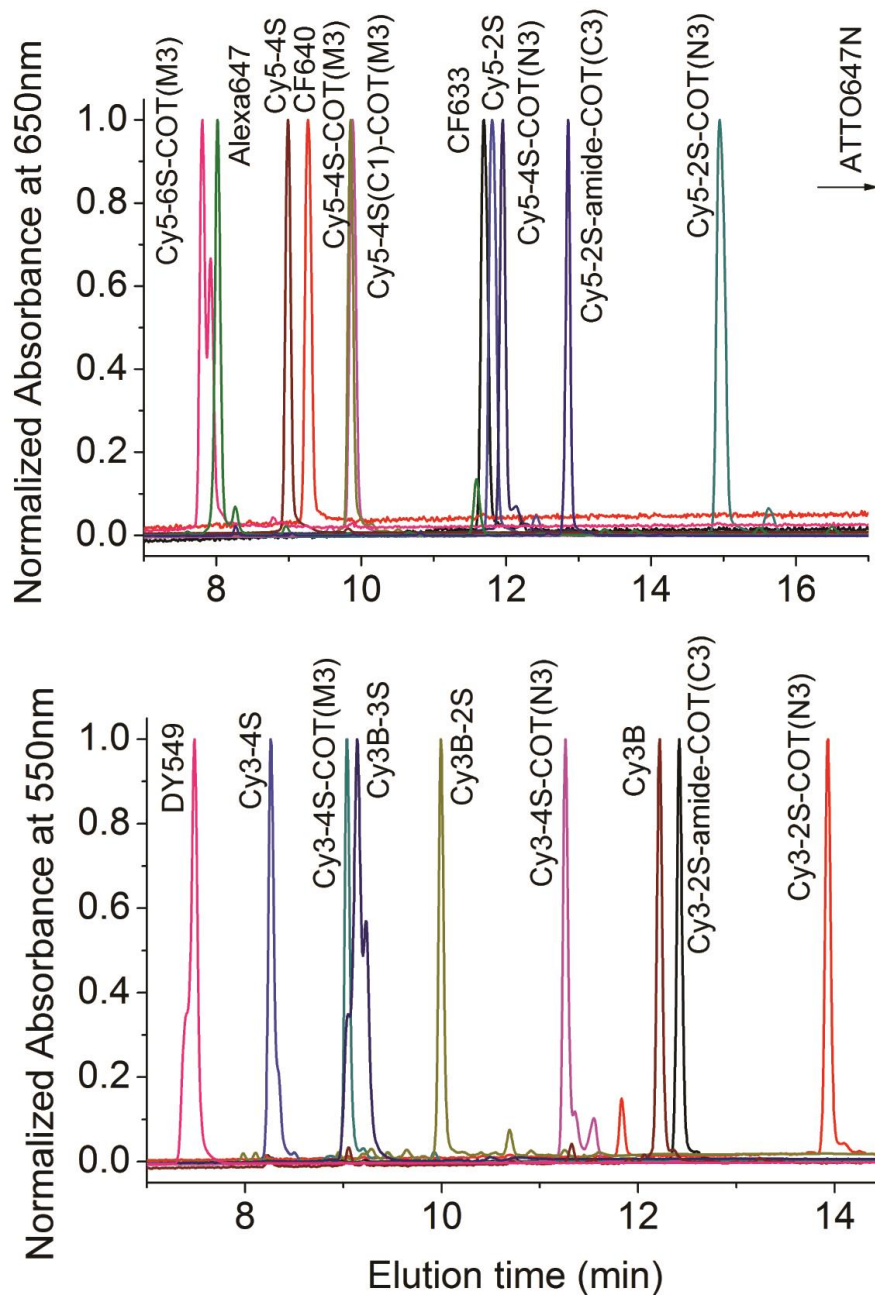 Normalized Absorbance at 650nm
1.0
0.8
0.6
0.4
0.2
0.0
Cy5-6S-COT(M3)
Alexa647
Cy5-4S
CF640
Cy5-4S-COT(M3)
Cy5-4S(C1)-COT(M3)
CF633
Cy5-2S
Cy5-4S-COT(N3)
Cy5-2S-amide-COT(C3)
Cy5-2S-COT(N3)
ATTO647N
8 10 12 14 16
Normalized Absorbance at 550nm
1.0
0.8
0.6
0.4
0.2
0.0
DY549
Cy3-4S
Cy3-4S-COT(M3)
Cy3B-3S
Cy3B-2S
Cy3-4S-COT(N3)
Cy3B
Cy3-2S-amide-COT(C3)
Cy3-2S-COT(N3)
8 10 12 14
Elution time (min)